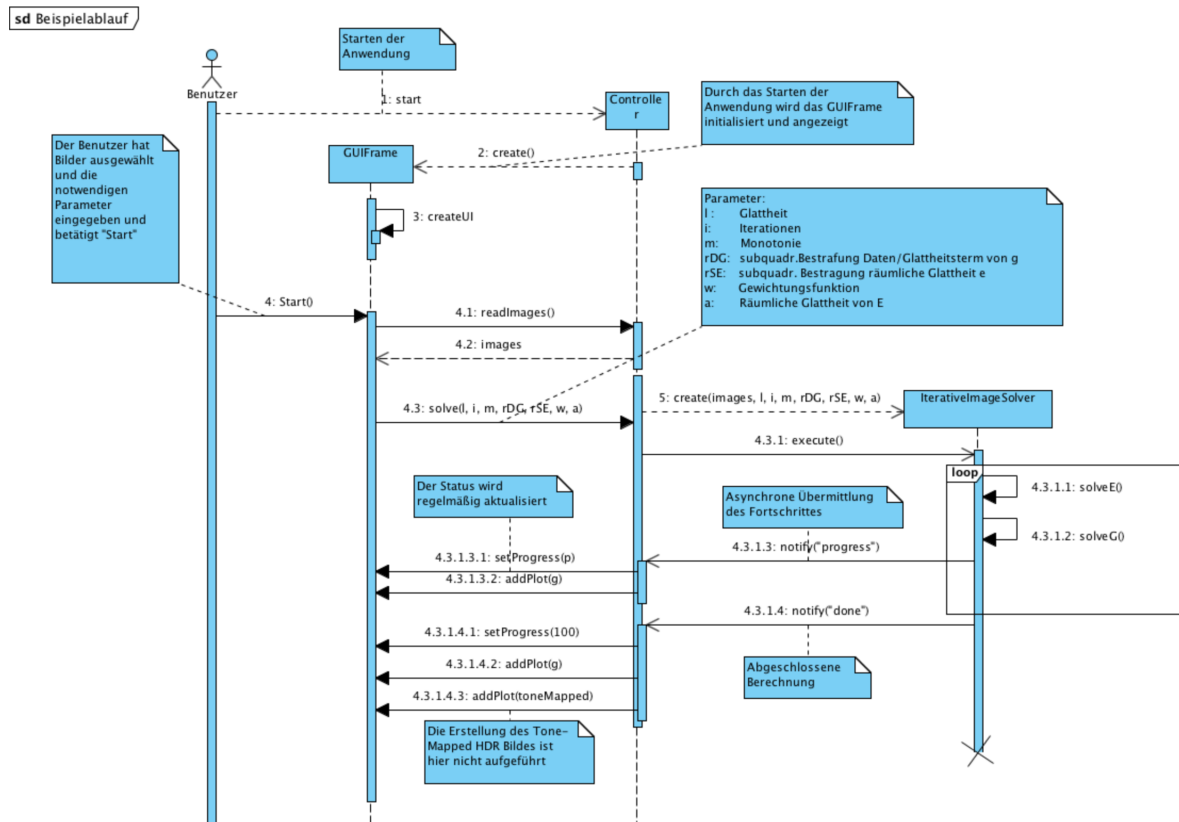 sd Beispielablauf
Starten der
Anwendung
Benutzer
1: start
Controlle
r
Durch das Starten der
Anwendung wird das GUIFrame
initialisiert und angezeigt
Der Benutzer hat
Bilder ausgewählt
und die
notwendigen
Parameter
eingegeben und
betätigt "Start"
GUIFrame
2: create()
3: createUI
Parameter:
l : Glattheit
i: Iterationen
m: Monotonie
rDG: subquadr.Bestrafung Daten/Glattheitsterm von g
rSE: subquadr. Bestragung räumliche Glattheit e
w: Gewichtungsfunktion
a: Räumliche Glattheit von E
4: Start()
4.1: readImages()
4.2: images
4.3: solve(l, i, m, rDG, rSE, w, a)
5: create(images, l, i, m, rDG, rSE, w, a)
IterativeImageSolver
4.3.1: execute()
loop
4.3.1.1: solveE()
4.3.1.2: solveG()
Der Status wird
regelmäßig aktualisiert
Asynchrone Übermittlung
des Fortschrittes
4.3.1.3: notify("progress")
4.3.1.3.1: setProgress(p)
4.3.1.3.2: addPlot(g)
4.3.1.4: notify("done")
4.3.1.4.1: setProgress(100)
4.3.1.4.2: addPlot(g)
Abgeschlossene
Berechnung
4.3.1.4.3: addPlot(toneMapped)
Die Erstellung des Tone-
Mapped HDR Bildes ist
hier nicht aufgeführt